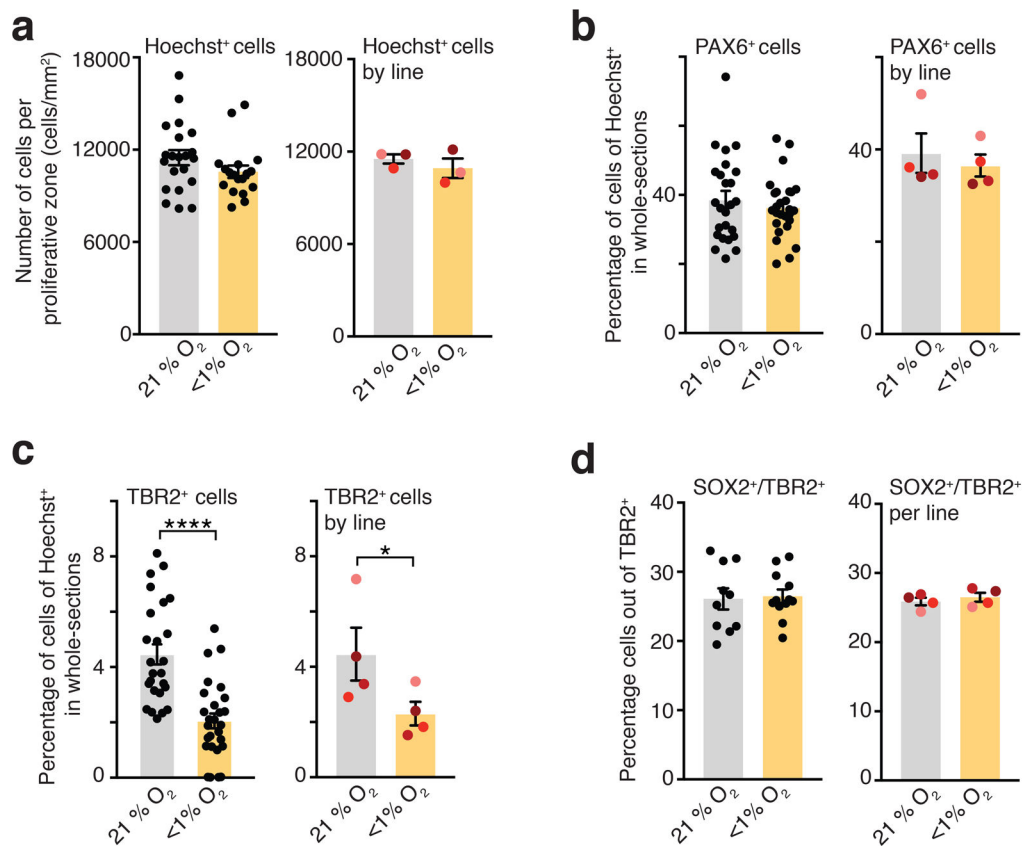 a
Hoechst⁺ cells
Hoechst⁺ cells
by line
Number of cells per
proliferative zone (cells/mm²)
18000
12000
6000
0
18000
12000
6000
0
21 % O₂
<1% O₂
21 % O₂
<1% O₂
b
PAX6⁺ cells
PAX6⁺ cells
by line
Percentage of cells of Hoechst⁺
in whole-sections
40
0
40
0
21 % O₂
<1% O₂
21 % O₂
<1% O₂
c
TBR2⁺ cells
TBR2⁺ cells
by line
Percentage of cells of Hoechst⁺
in whole-sections
8
4
0
8
4
0
****
*
21 % O₂
<1% O₂
21 % O₂
<1% O₂
d
SOX2⁺/TBR2⁺
SOX2⁺/TBR2⁺
per line
Percentage cells out of TBR2⁺
40
30
20
10
0
40
30
20
10
0
21 % O₂
<1% O₂
21 % O₂
<1% O₂